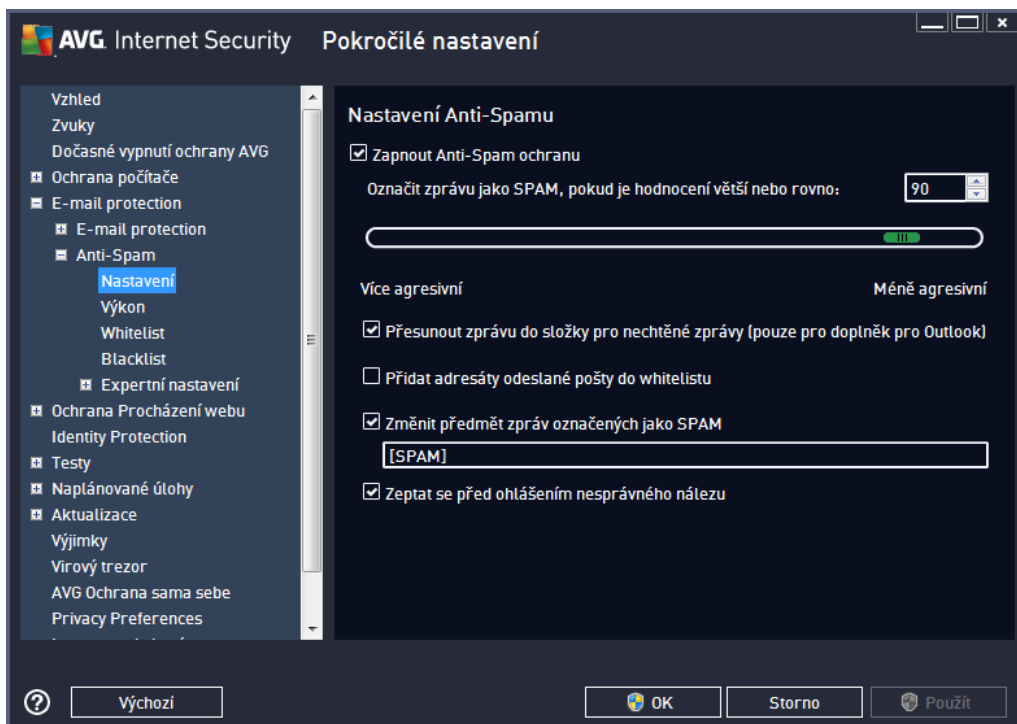 AVG. Internet Security
Pokročilé nastavení
Vzhled
Zvuky
Dočasné vypnutí ochrany AVG
Ochrana počítače
E-mail protection
E-mail protection
Anti-Spam
Nastavení
Výkon
Whitelist
Blacklist
Expertní nastavení
Ochrana Procházení webu
Identity Protection
Testy
Naplánované úlohy
Aktualizace
Výjimky
Virový trezor
AVG Ochrana sama sebe
Privacy Preferences
Nastavení Anti-Spamu
Zapnout Anti-Spam ochranu
Označit zprávu jako SPAM, pokud je hodnocení větší nebo rovno: 90
Více agresivní
Méně agresivní
Přesunout zprávu do složky pro nechtěné zprávy (pouze pro doplněk pro Outlook)
Přidat adresáty odeslané pošty do whitelistu
Změnit předmět zpráv označených jako SPAM
[SPAM]
Zeptat se před ohlášením nesprávného nálezu
Výchozí
OK
Storno
Použít